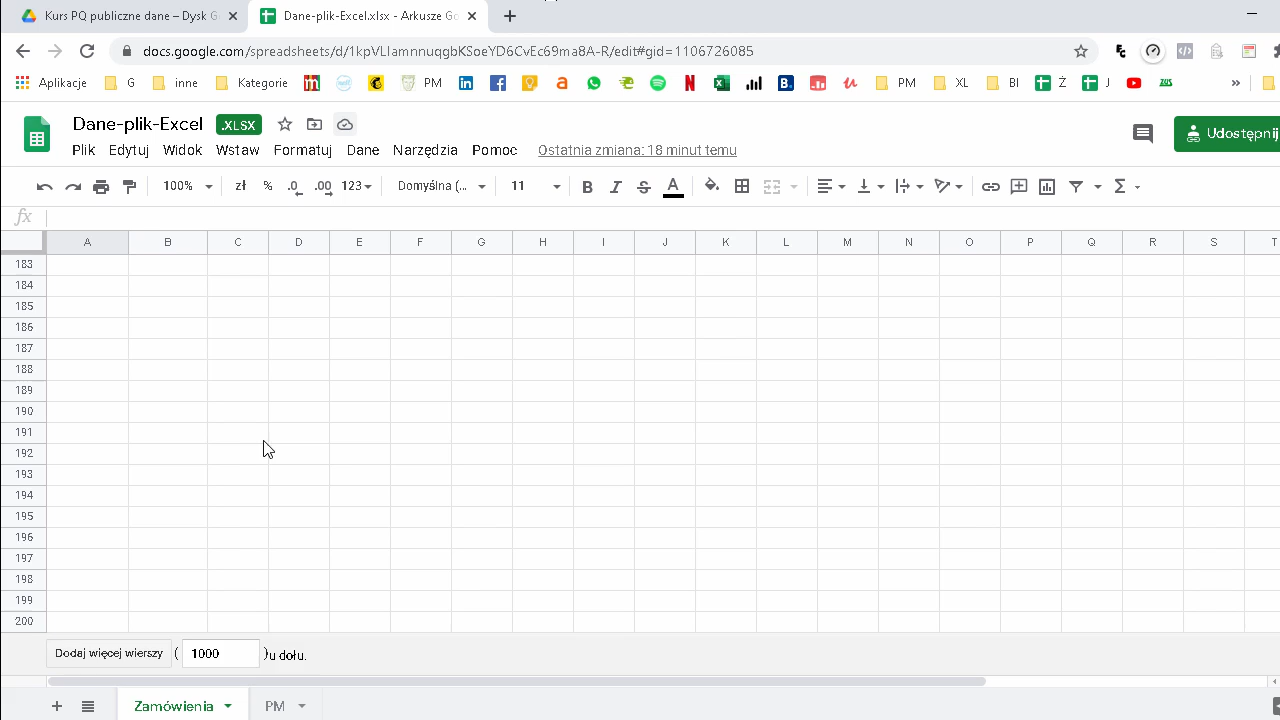 Kurs PQ publiczne dane – Dysk G
Dane-plik-Excel.xlsx - Arkusze Go
docs.google.com/spreadsheets/d/1kpVLIamnnuggbKSoeYD6CvEc69ma8A-R/edit#gid=1106726085
Aplikacje G inne Kategorie PM PM XL BI Ż J »
Dane-plik-Excel .XLSX
Plik Edytuj Widok Wstaw Formatuj Dane Narzędzia Pomoc Ostatnia zmiana: 18 minut temu
Udostępnij
100% zł % .0 .00 123 Domyślna (... 11 B I S A
fx
A B C D E F G H I J K L M N O P Q R S T
183
184
185
186
187
188
189
190
191
192
193
194
195
196
197
198
199
200
Dodaj więcej wierszy ( 1000 ) u dołu.
+ Zamówienia PM